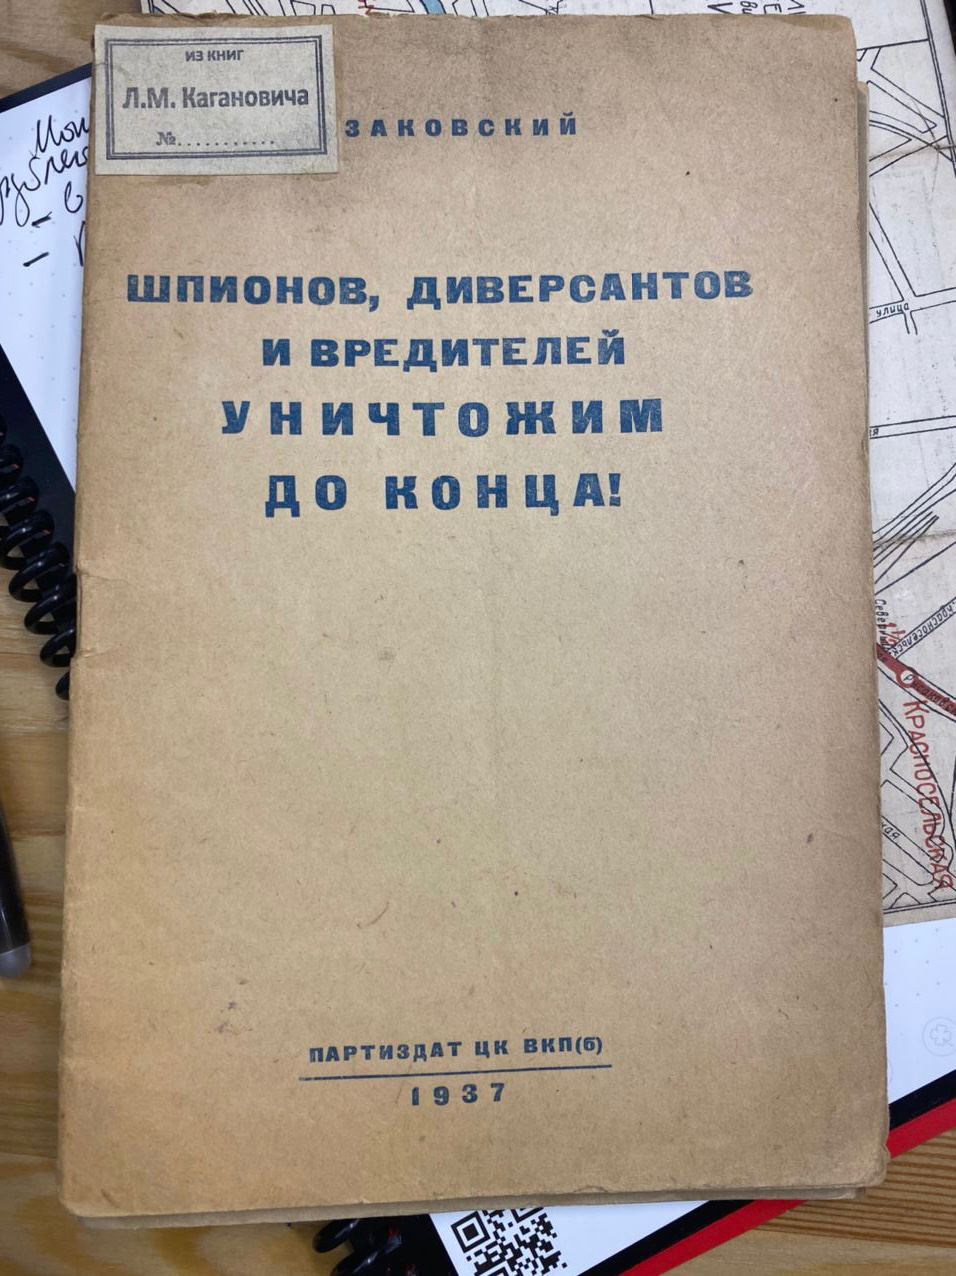 ИЗ КНИГ
Л.М. Кагановича
№............
ЗАКОВСКИЙ
ШПИОНОВ, ДИВЕРСАНТОВ
И ВРЕДИТЕЛЕЙ
УНИЧТОЖИМ
ДО КОНЦА!
ПАРТИЗДАТ ЦК ВКП(б)
1937
улица
КРАСНОСЕЛЬСКАЯ